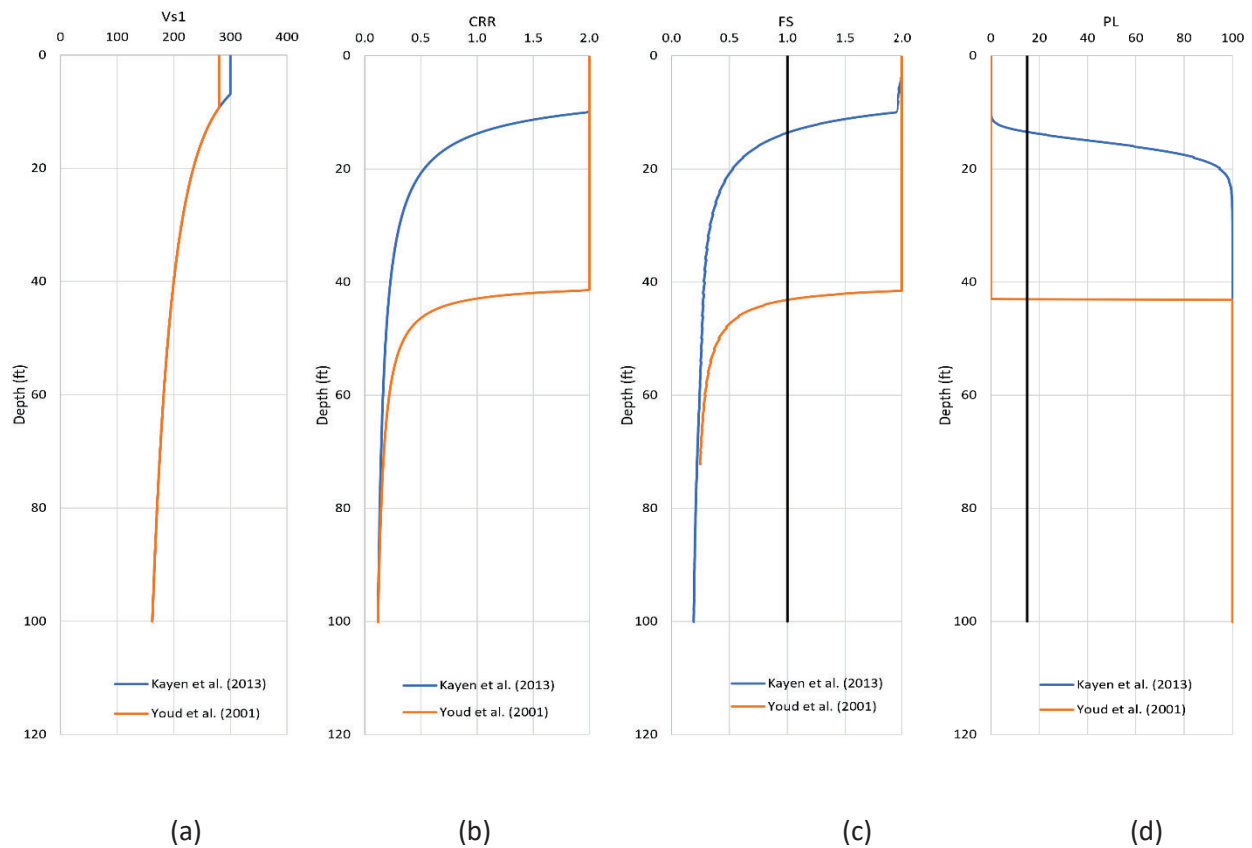 Vs1
0 100 200 300 400
0
20
40
60
80
100
120
Depth (ft)
Kayen et al. (2013)
Youd et al. (2001)
(a)
CRR
0.0 0.5 1.0 1.5 2.0
0
20
40
60
80
100
120
Depth (ft)
Kayen et al. (2013)
Youd et al. (2001)
(b)
FS
0.0 0.5 1.0 1.5 2.0
0
20
40
60
80
100
120
Depth (ft)
Kayen et al. (2013)
Youd et al. (2001)
(c)
PL
0 20 40 60 80 100
0
20
40
60
80
100
120
Depth (ft)
Kayen et al. (2013)
Youd et al. (2001)
(d)